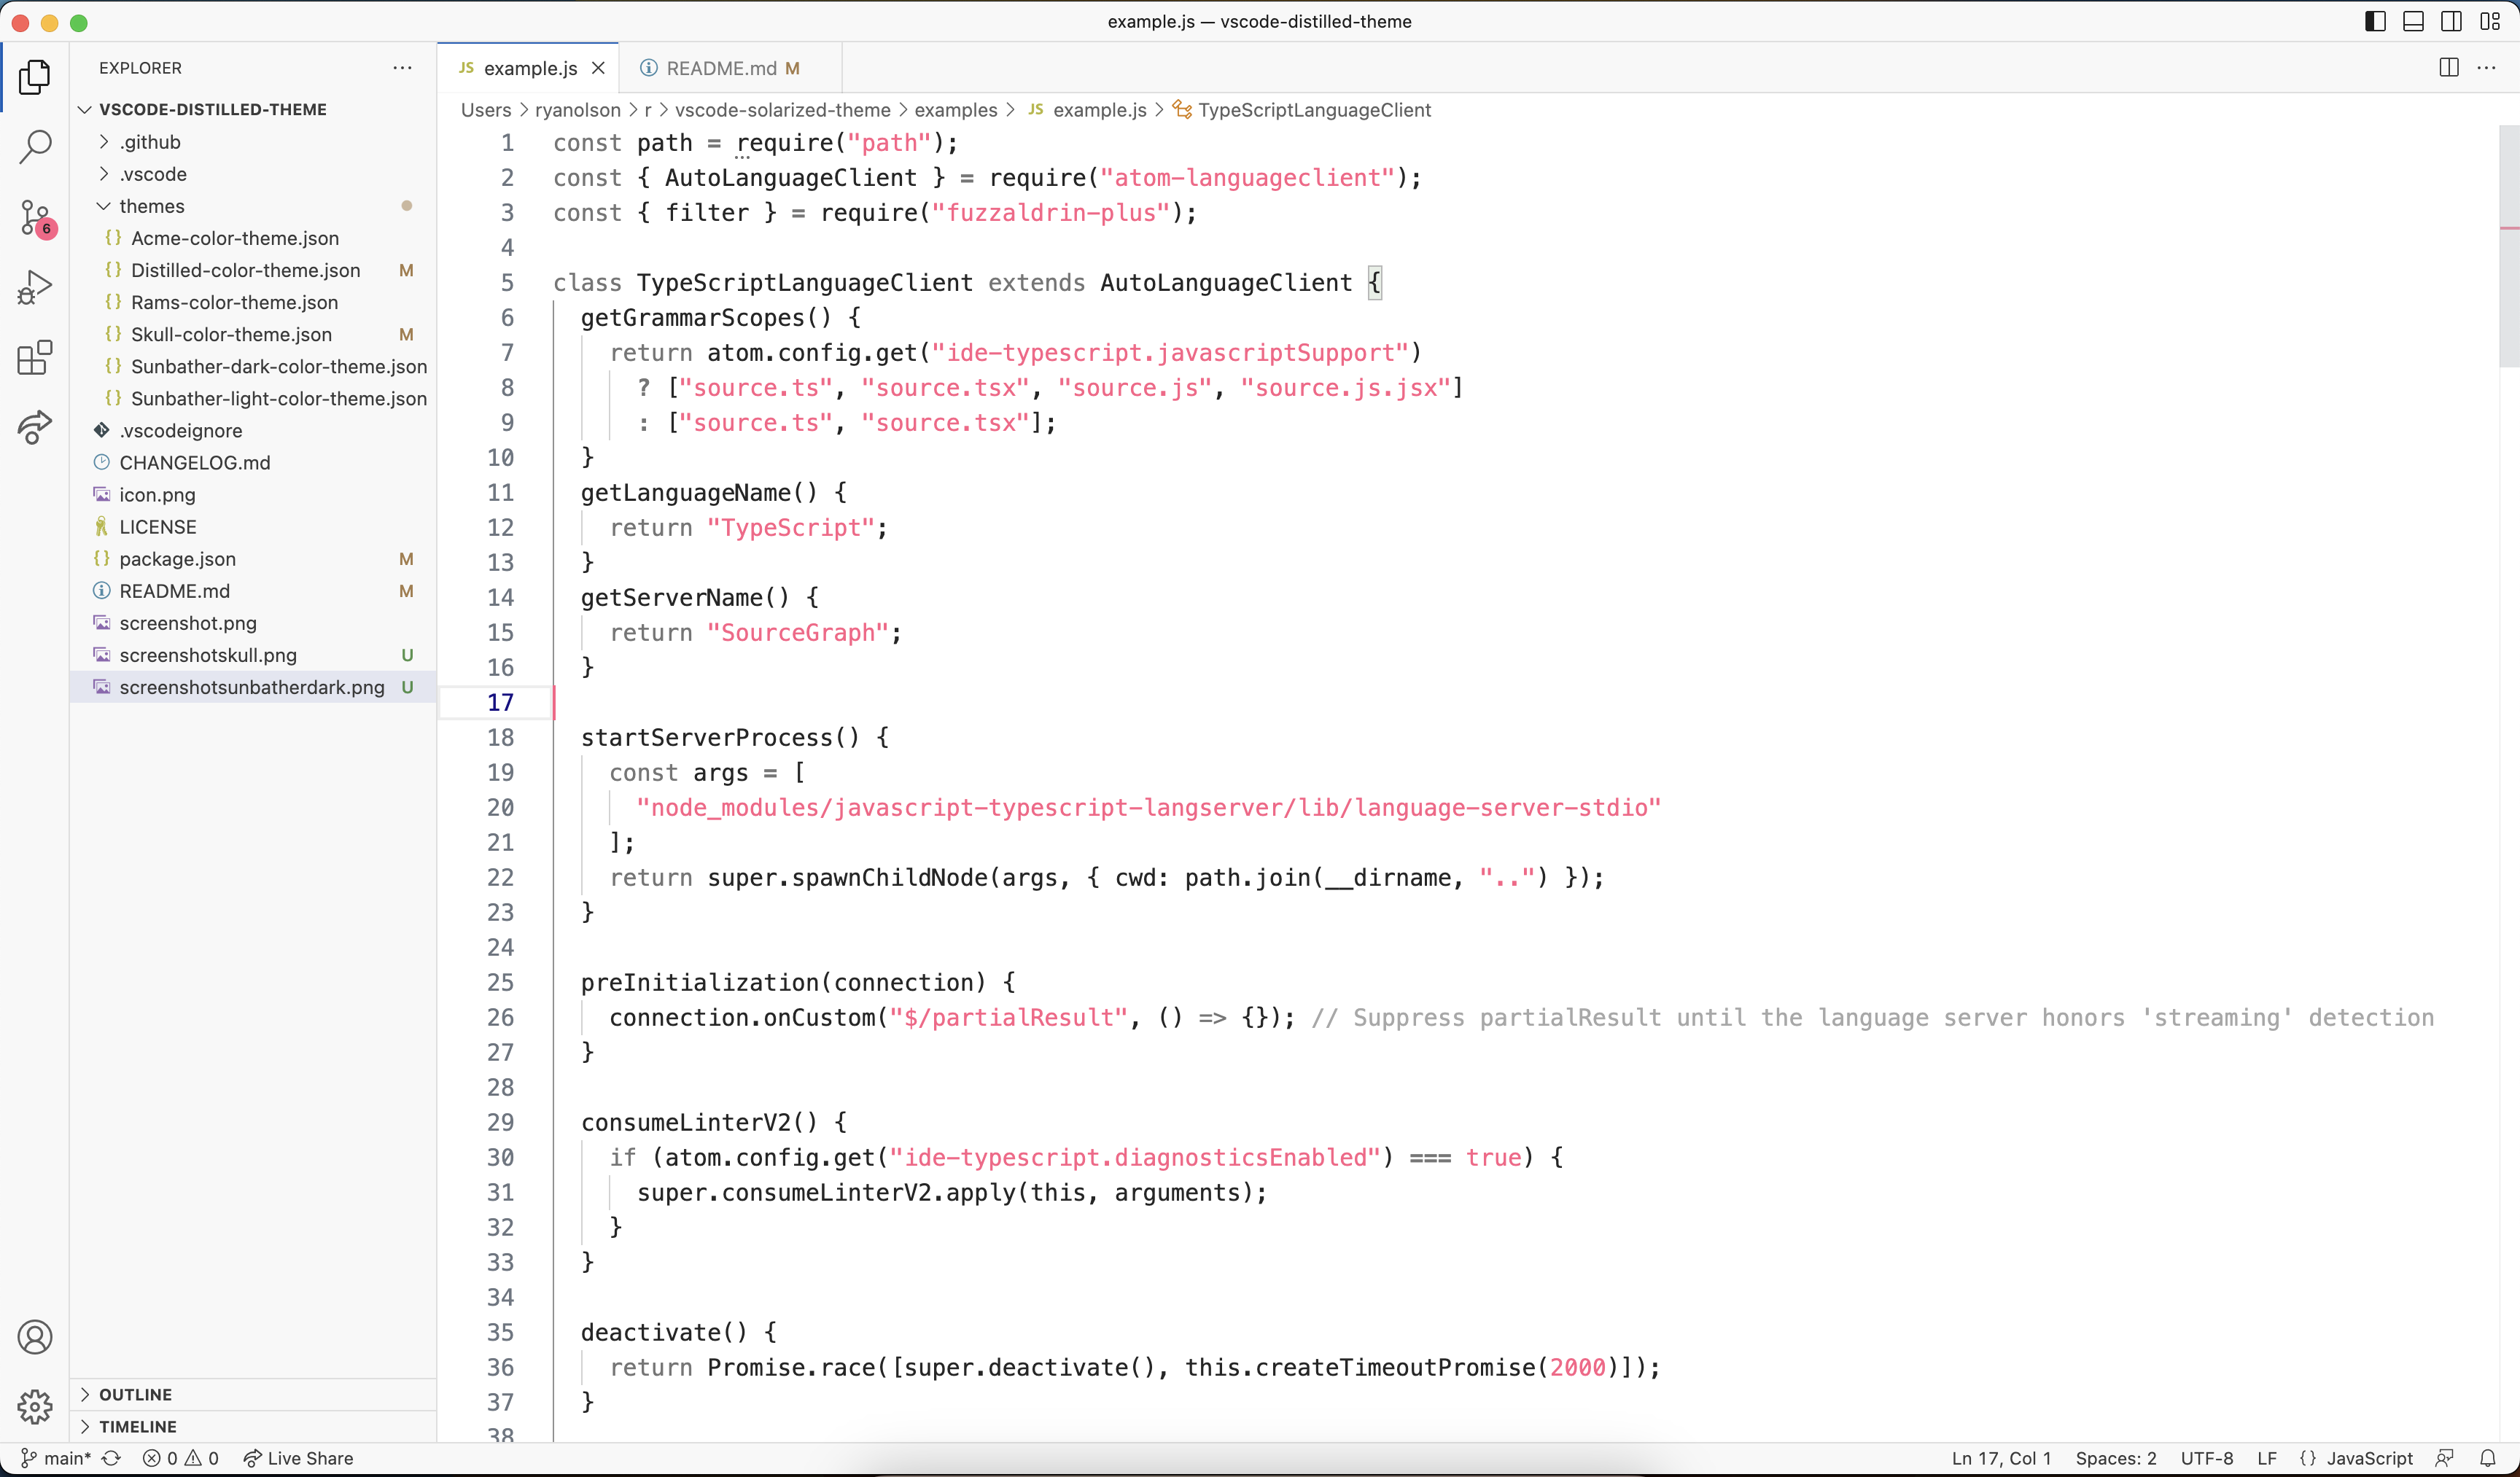 example.js — vscode-distilled-theme
EXPLORER
VSCODE-DISTILLED-THEME
.github
.vscode
themes
{} Acme-color-theme.json
{} Distilled-color-theme.json M
{} Rams-color-theme.json
{} Skull-color-theme.json M
{} Sunbather-dark-color-theme.json
{} Sunbather-light-color-theme.json
.vscodeignore
CHANGELOG.md
icon.png
LICENSE
{} package.json M
README.md M
screenshot.png
screenshotskull.png U
screenshotsunbatherdark.png U
OUTLINE
TIMELINE
6
JS example.js
README.md M
Users > ryanolson > r > vscode-solarized-theme > examples > JS example.js > TypeScriptLanguageClient
1 const path = require("path");
2 const { AutoLanguageClient } = require("atom-languageclient");
3 const { filter } = require("fuzzaldrin-plus");
4
5 class TypeScriptLanguageClient extends AutoLanguageClient {
6 getGrammarScopes() {
7 return atom.config.get("ide-typescript.javascriptSupport")
8 ? ["source.ts", "source.tsx", "source.js", "source.js.jsx"]
9 : ["source.ts", "source.tsx"];
10 }
11 getLanguageName() {
12 return "TypeScript";
13 }
14 getServerName() {
15 return "SourceGraph";
16 }
17
18 startServerProcess() {
19 const args = [
20 "node_modules/javascript-typescript-langserver/lib/language-server-stdio"
21 ];
22 return super.spawnChildNode(args, { cwd: path.join(__dirname, "..") });
23 }
24
25 preInitialization(connection) {
26 connection.onCustom("$/partialResult", () => {}); // Suppress partialResult until the language server honors 'streaming' detection
27 }
28
29 consumeLinterV2() {
30 if (atom.config.get("ide-typescript.diagnosticsEnabled") === true) {
31 super.consumeLinterV2.apply(this, arguments);
32 }
33 }
34
35 deactivate() {
36 return Promise.race([super.deactivate(), this.createTimeoutPromise(2000)]);
37 }
38
main* 0 0 Live Share
Ln 17, Col 1 Spaces: 2 UTF-8 LF {} JavaScript